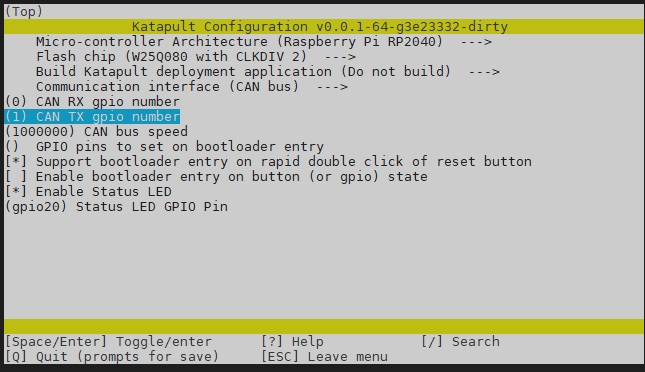 (Top)
Katapult Configuration v0.0.1-64-g3e23332-dirty
Micro-controller Architecture (Raspberry Pi RP2040)  --->
Flash chip (W25Q080 with CLKDIV 2)  --->
Build Katapult deployment application (Do not build)  --->
Communication interface (CAN bus)  --->
(0) CAN RX gpio number
(1) CAN TX gpio number
(1000000) CAN bus speed
()  GPIO pins to set on bootloader entry
[*] Support bootloader entry on rapid double click of reset button
[ ] Enable bootloader entry on button (or gpio) state
[*] Enable Status LED
(gpio20) Status LED GPIO Pin
[Space/Enter] Toggle/enter [?] Help [/] Search
[Q] Quit (prompts for save) [ESC] Leave menu